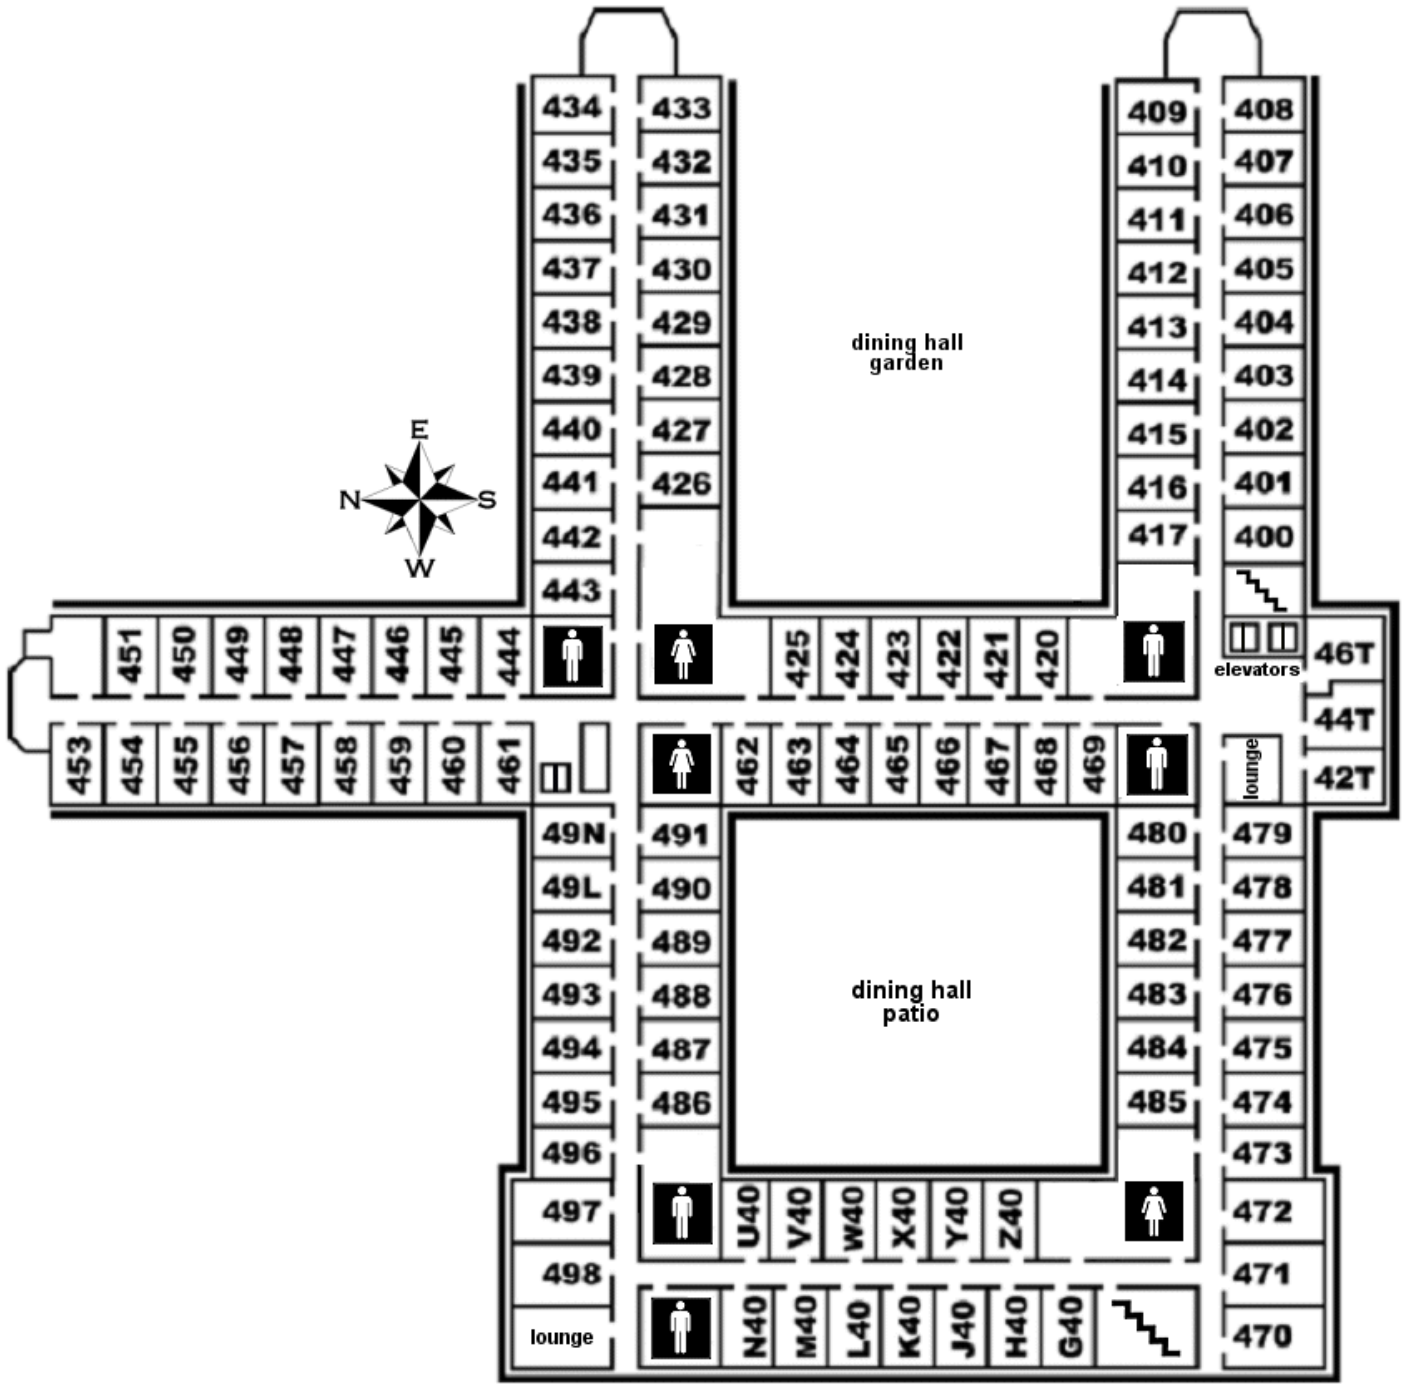 434 433 409 408
435 432 410 407
436 431 411 406
437 430 412 405
438 429 413 404
dining hall
garden
439 428 414 403
440 427 415 402
E
N S
W
441 426 416 401
442 417 400
443
451 450 449 448 447 446 445 444 425 424 423 422 421 420 46T
elevators
44T
453 454 455 456 457 458 459 460 461 462 463 464 465 466 467 468 469 lounge 42T
49N 491 480 479
49L 490 481 478
492 489 482 477
493 488 483 476
dining hall
patio
494 487 484 475
495 486 485 474
496 473
497 U40 V40 W40 X40 Y40 Z40 472
498 471
lounge N40 M40 L40 K40 J40 H40 G40 470